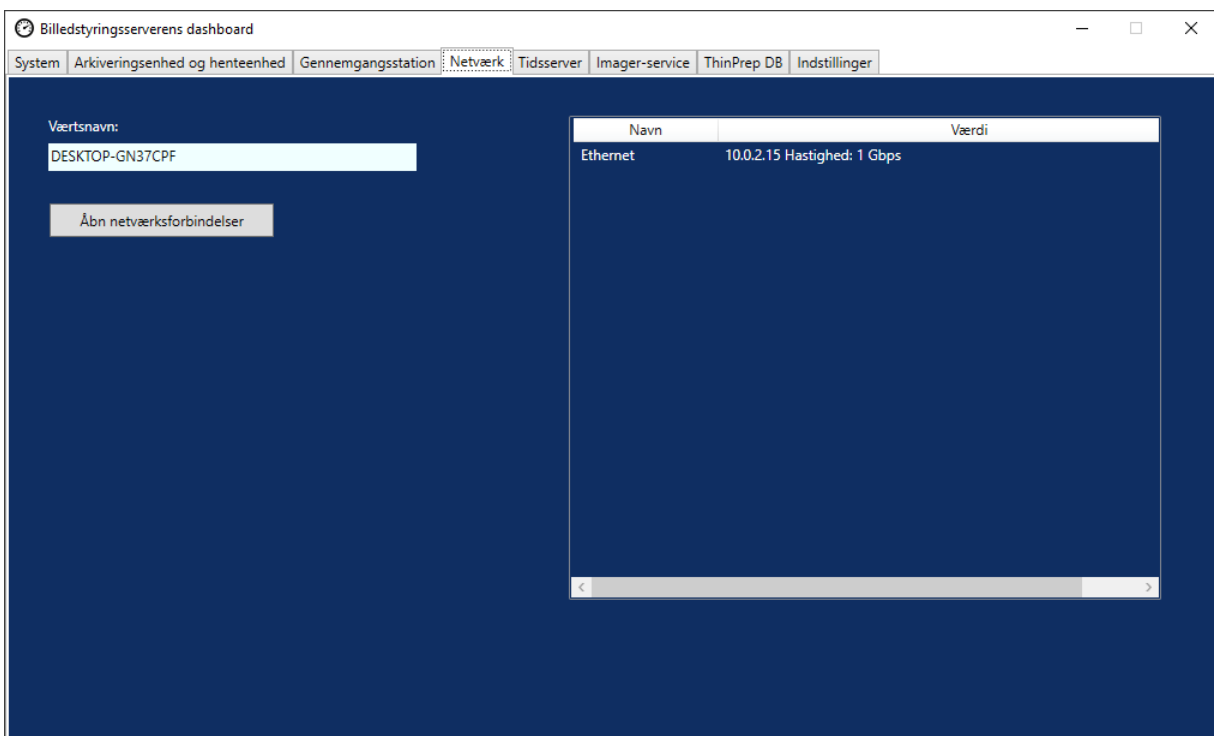 Billedstyringsserverens dashboard
System Arkiveringsenhed og henteenhed Gennemgangsstation Netværk Tidsserver Imager-service ThinPrep DB Indstillinger
Værtsnavn:
DESKTOP-GN37CPF
Åbn netværksforbindelser
Navn Værdi
Ethernet 10.0.2.15 Hastighed: 1 Gbps